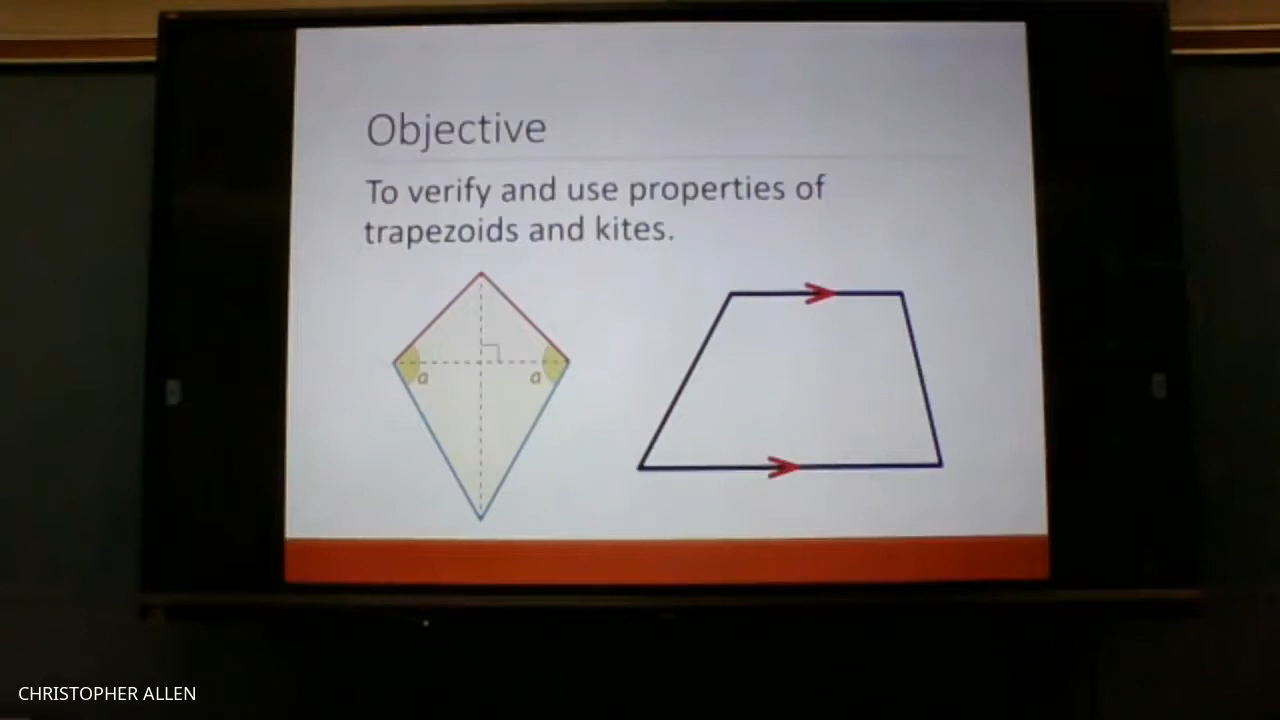 Objective
To verify and use properties of
trapezoids and kites.
a a
CHRISTOPHER ALLEN